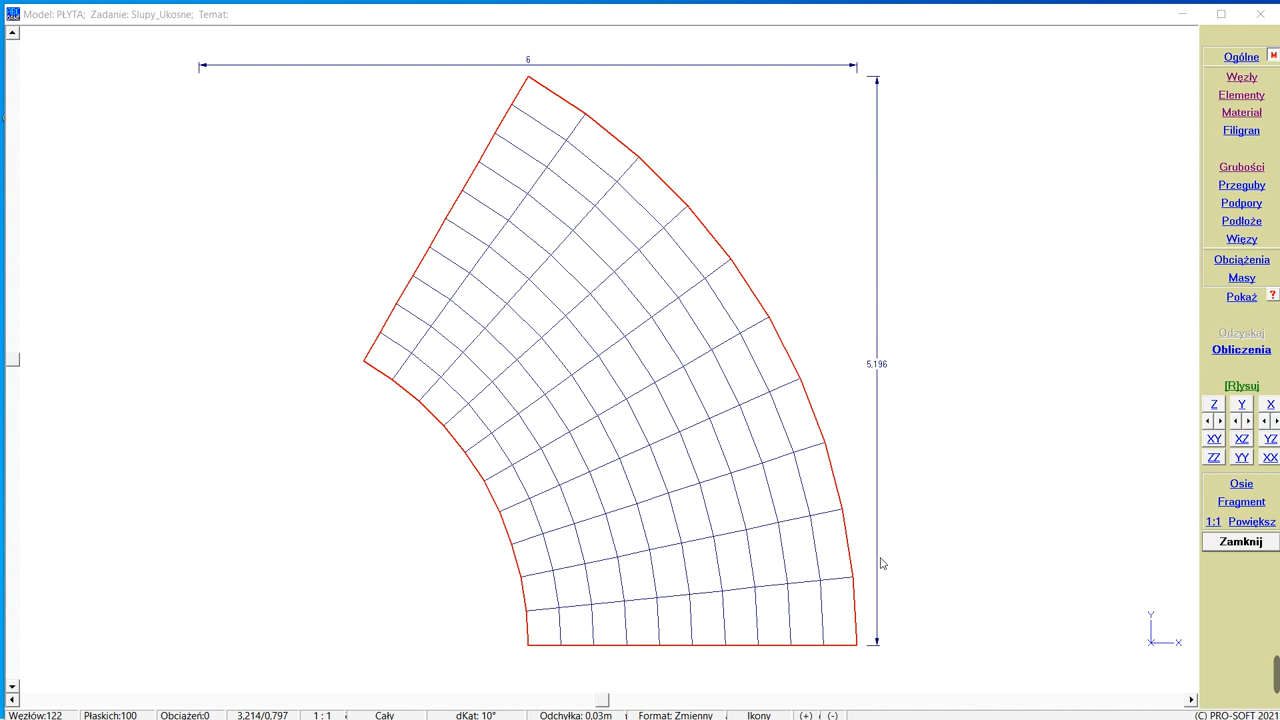 Model: PŁYTA; Zadanie: Slupy_Ukosne; Temat:
6
5,196
Y
X
Ogólne
M
Węzły
Elementy
Materiał
Filigran
Grubości
Przeguby
Podpory
Podłoże
Więzy
Obciążenia
Masy
Pokaż
?
Odzyskaj
Obliczenia
[R]ysuj
Z Y X
XY XZ YZ
ZZ YY XX
Osie
Fragment
1:1 Powiększ
Zamknij
Węzłów:122 Płaskich:100 Obciążeń:0 3,214/0,797 1 : 1 Cały dKąt: 10° Odchyłka: 0,03m Format: Zmienny Ikony (+) (-) (C) PRO-SOFT 2021